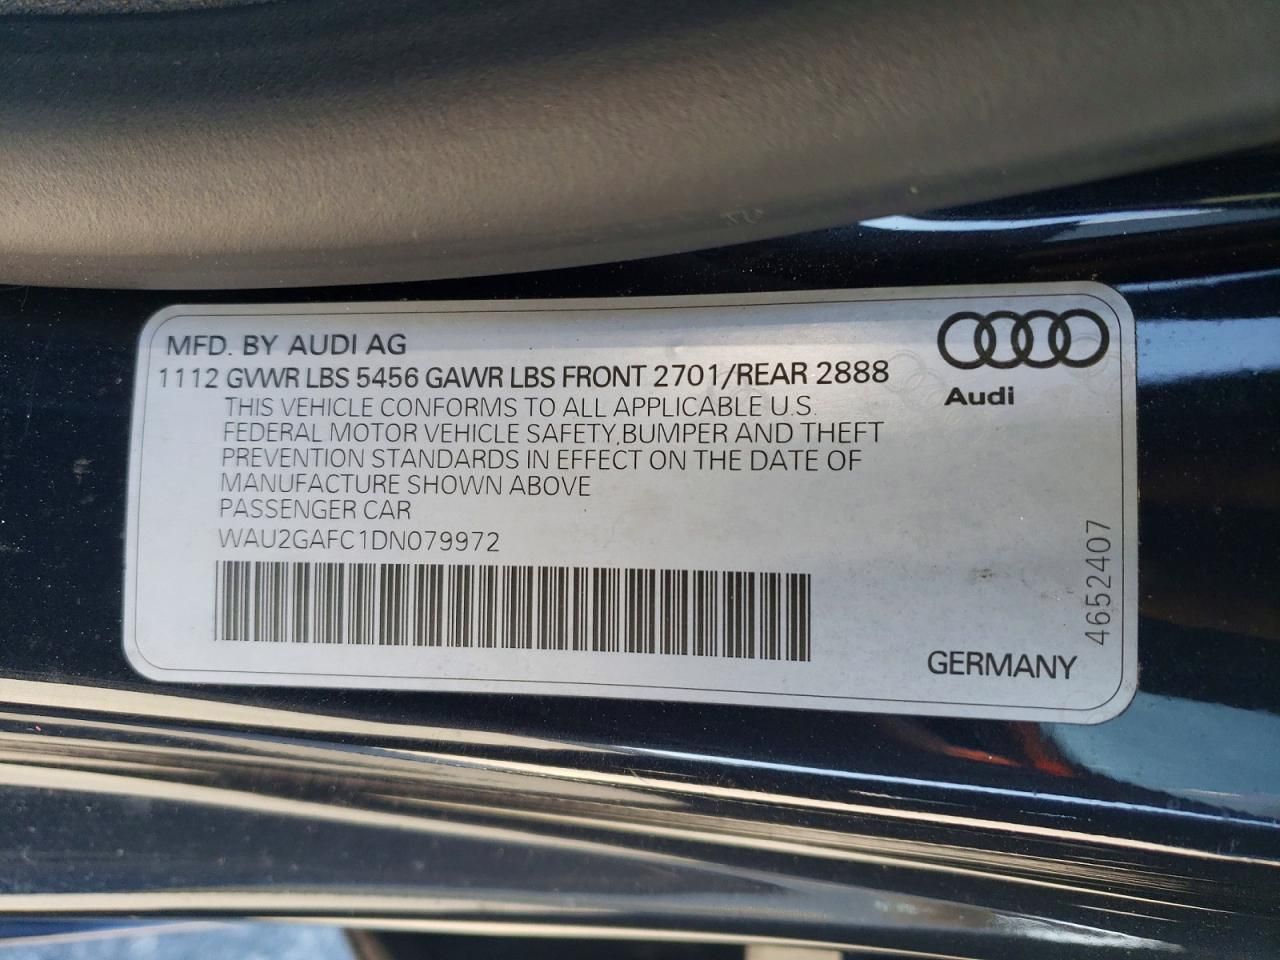 MFD. BY AUDI AG
1112 GVWR LBS 5456 GAWR LBS FRONT 2701/REAR 2888
THIS VEHICLE CONFORMS TO ALL APPLICABLE U.S.
FEDERAL MOTOR VEHICLE SAFETY,BUMPER AND THEFT
PREVENTION STANDARDS IN EFFECT ON THE DATE OF
MANUFACTURE SHOWN ABOVE
PASSENGER CAR
WAU2GAFC1DN079972
Audi
4652407
GERMANY